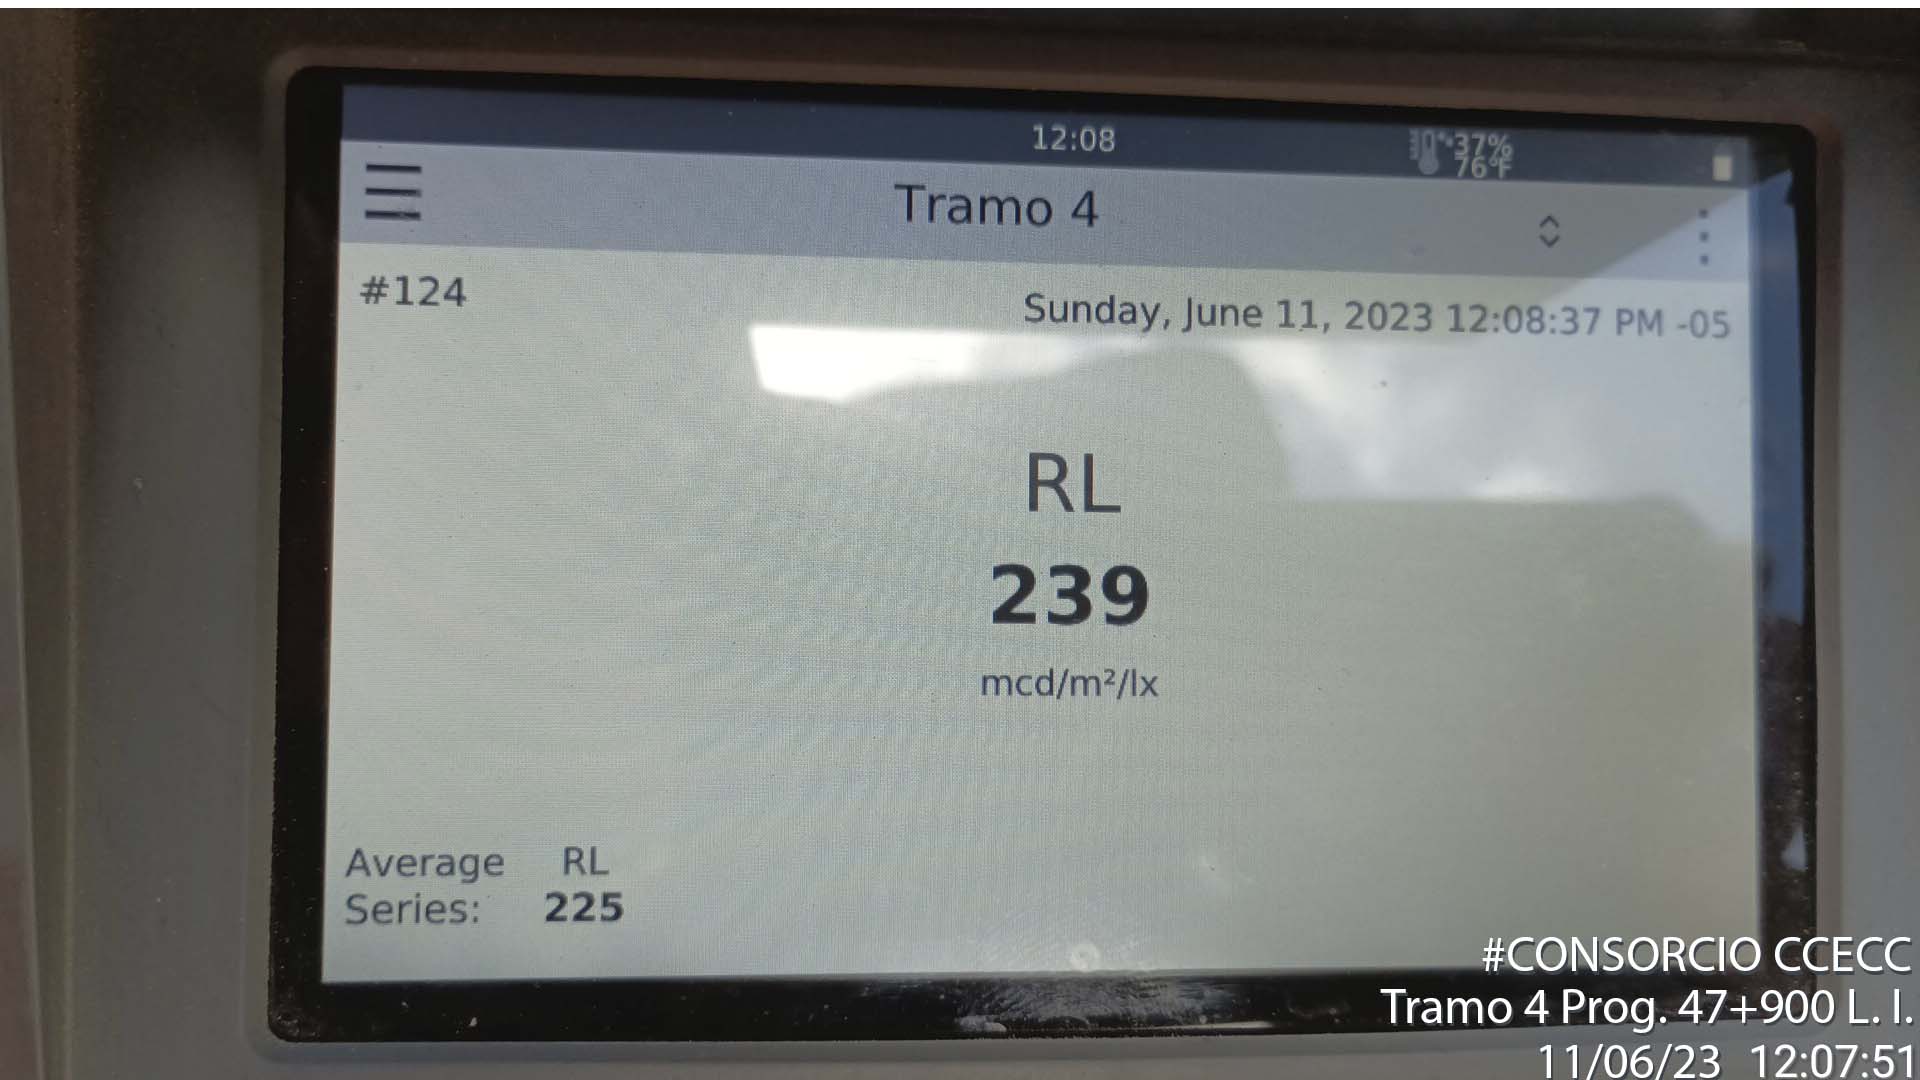 12:08
37%
76°F
Tramo 4
#124
Sunday, June 11, 2023 12:08:37 PM -05
RL
239
mcd/m²/lx
Average RL
Series: 225
#CONSORCIO CCECC
Tramo 4 Prog. 47+900 L. I.
11/06/23 12:07:51